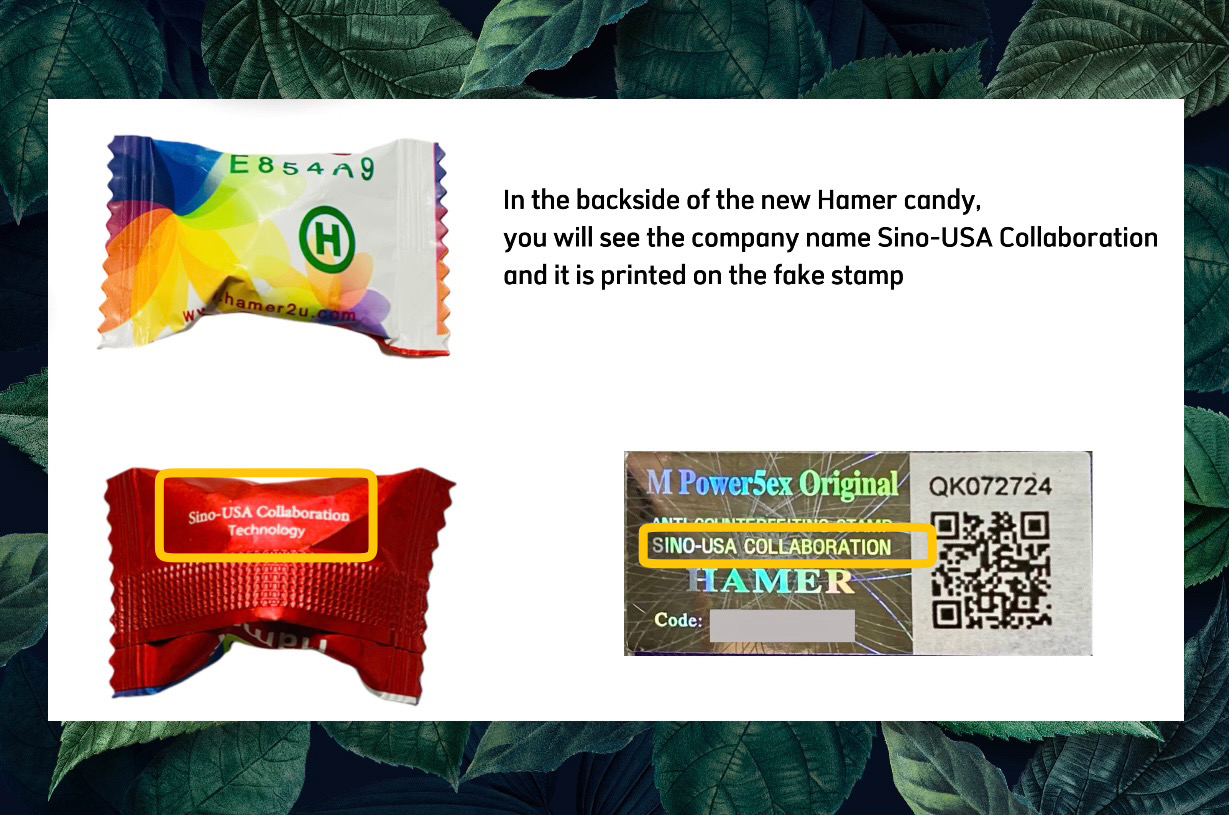 E854A9
H
www.hamer2u.com
In the backside of the new Hamer candy,
you will see the company name Sino-USA Collaboration
and it is printed on the fake stamp
Sino-USA Collaboration
Technology
M Power5ex Original
ANTI COUNTERFEITING STAMP
SINO-USA COLLABORATION
HAMER
Code:
QK072724